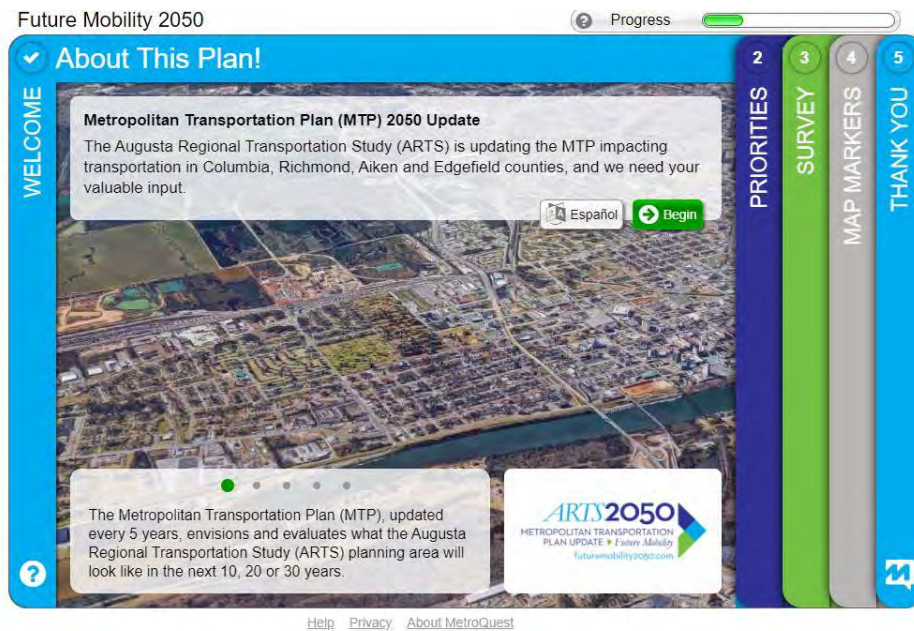 Future Mobility 2050
Progress
About This Plan!
WELCOME
Metropolitan Transportation Plan (MTP) 2050 Update
The Augusta Regional Transportation Study (ARTS) is updating the MTP impacting
transportation in Columbia, Richmond, Aiken and Edgefield counties, and we need your
valuable input.
Español
Begin
The Metropolitan Transportation Plan (MTP), updated
every 5 years, envisions and evaluates what the Augusta
Regional Transportation Study (ARTS) planning area will
look like in the next 10, 20 or 30 years.
ARTS2050
METROPOLITAN TRANSPORTATION
PLAN UPDATE Future Mobility
futuremobility2050.com
2
PRIORITIES
3
SURVEY
4
MAP MARKERS
5
THANK YOU
Help Privacy About MetroQuest